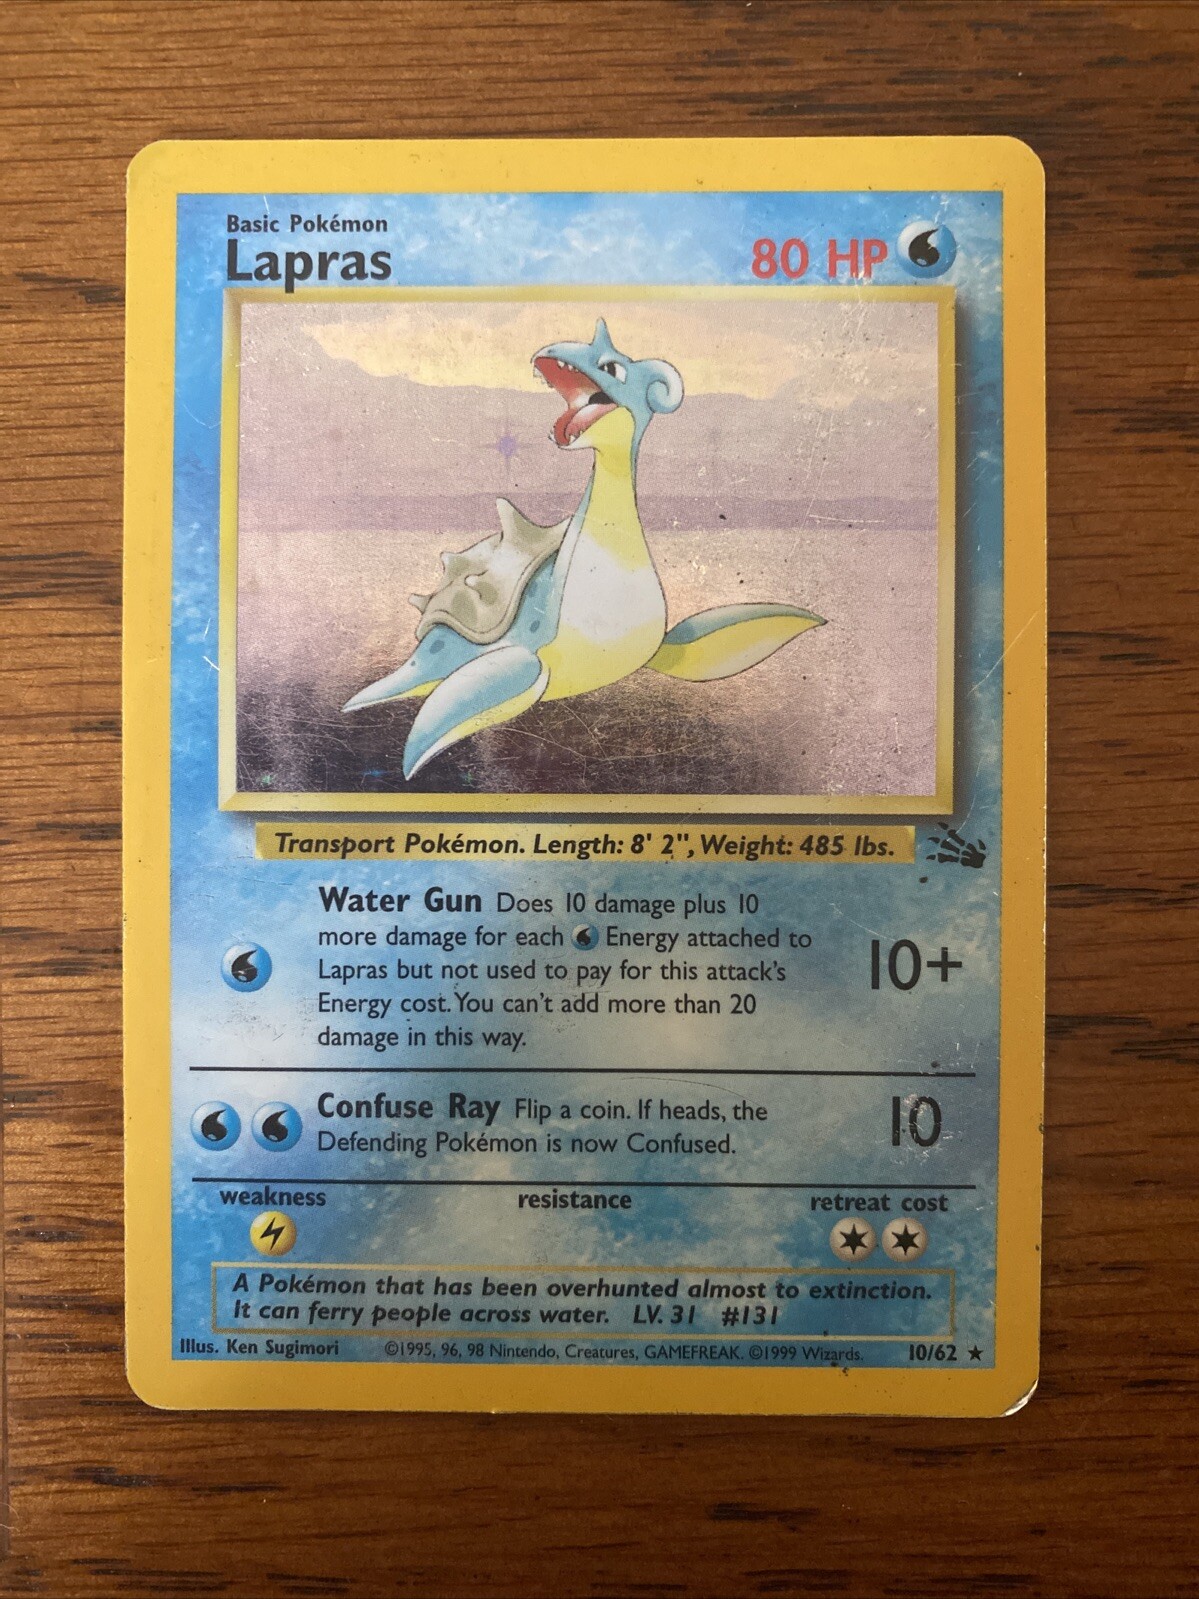 Basic Pokémon
Lapras
80 HP
Transport Pokémon. Length: 8' 2", Weight: 485 lbs.
Water Gun Does 10 damage plus 10
more damage for each Energy attached to
Lapras but not used to pay for this attack's
Energy cost. You can't add more than 20
damage in this way.
10+
Confuse Ray Flip a coin. If heads, the
Defending Pokémon is now Confused.
10
weakness resistance retreat cost
A Pokémon that has been overhunted almost to extinction.
It can ferry people across water. LV. 31 #131
Illus. Ken Sugimori ©1995, 96, 98 Nintendo, Creatures, GAMEFREAK. ©1999 Wizards. 10/62 ★